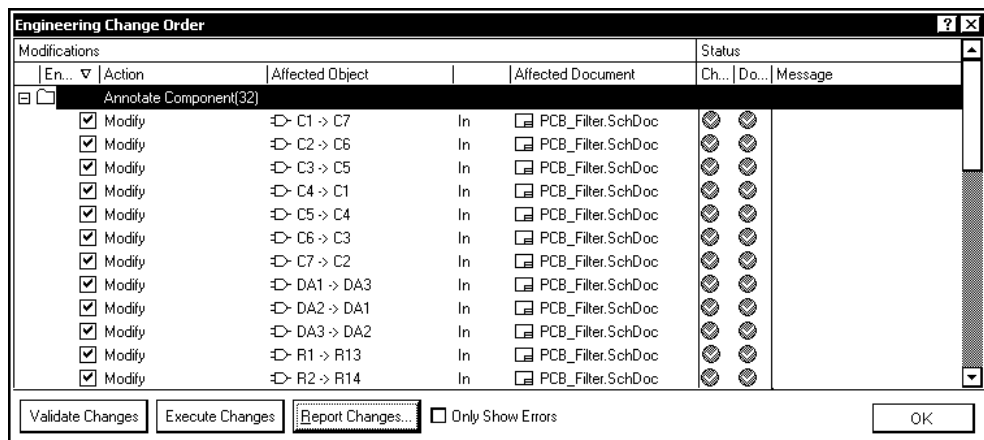 Engineering Change Order
Modifications Status
En... Action Affected Object Affected Document Ch... Do... Message
Annotate Component(32)
Modify C1 -> C7 In PCB_Filter.SchDoc
Modify C2 -> C6 In PCB_Filter.SchDoc
Modify C3 -> C5 In PCB_Filter.SchDoc
Modify C4 -> C1 In PCB_Filter.SchDoc
Modify C5 -> C4 In PCB_Filter.SchDoc
Modify C6 -> C3 In PCB_Filter.SchDoc
Modify C7 -> C2 In PCB_Filter.SchDoc
Modify DA1 -> DA3 In PCB_Filter.SchDoc
Modify DA2 -> DA1 In PCB_Filter.SchDoc
Modify DA3 -> DA2 In PCB_Filter.SchDoc
Modify R1 -> R13 In PCB_Filter.SchDoc
Modify R2 -> R14 In PCB_Filter.SchDoc
Validate Changes Execute Changes Report Changes... Only Show Errors OK